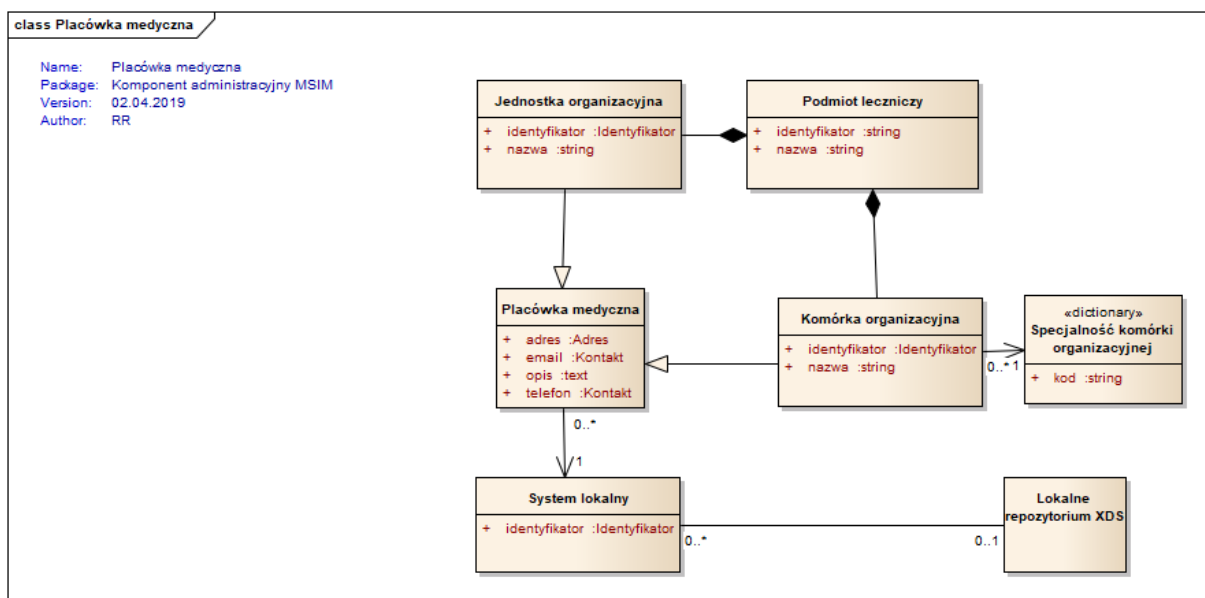 class Placówka medyczna
Name: Placówka medyczna
Package: Komponent administracyjny MSIM
Version: 02.04.2019
Author: RR
Jednostka organizacyjna
+ identyfikator :Identyfikator
+ nazwa :string
Podmiot leczniczy
+ identyfikator :string
+ nazwa :string
Placówka medyczna
+ adres :Adres
+ email :Kontakt
+ opis :text
+ telefon :Kontakt
Komórka organizacyjna
+ identyfikator :Identyfikator
+ nazwa :string
0..* 1
«dictionary»
Specjalność komórki
organizacyjnej
+ kod :string
0..*
1
System lokalny
+ identyfikator :Identyfikator
0..* 0..1
Lokalne
repozytorium XDS